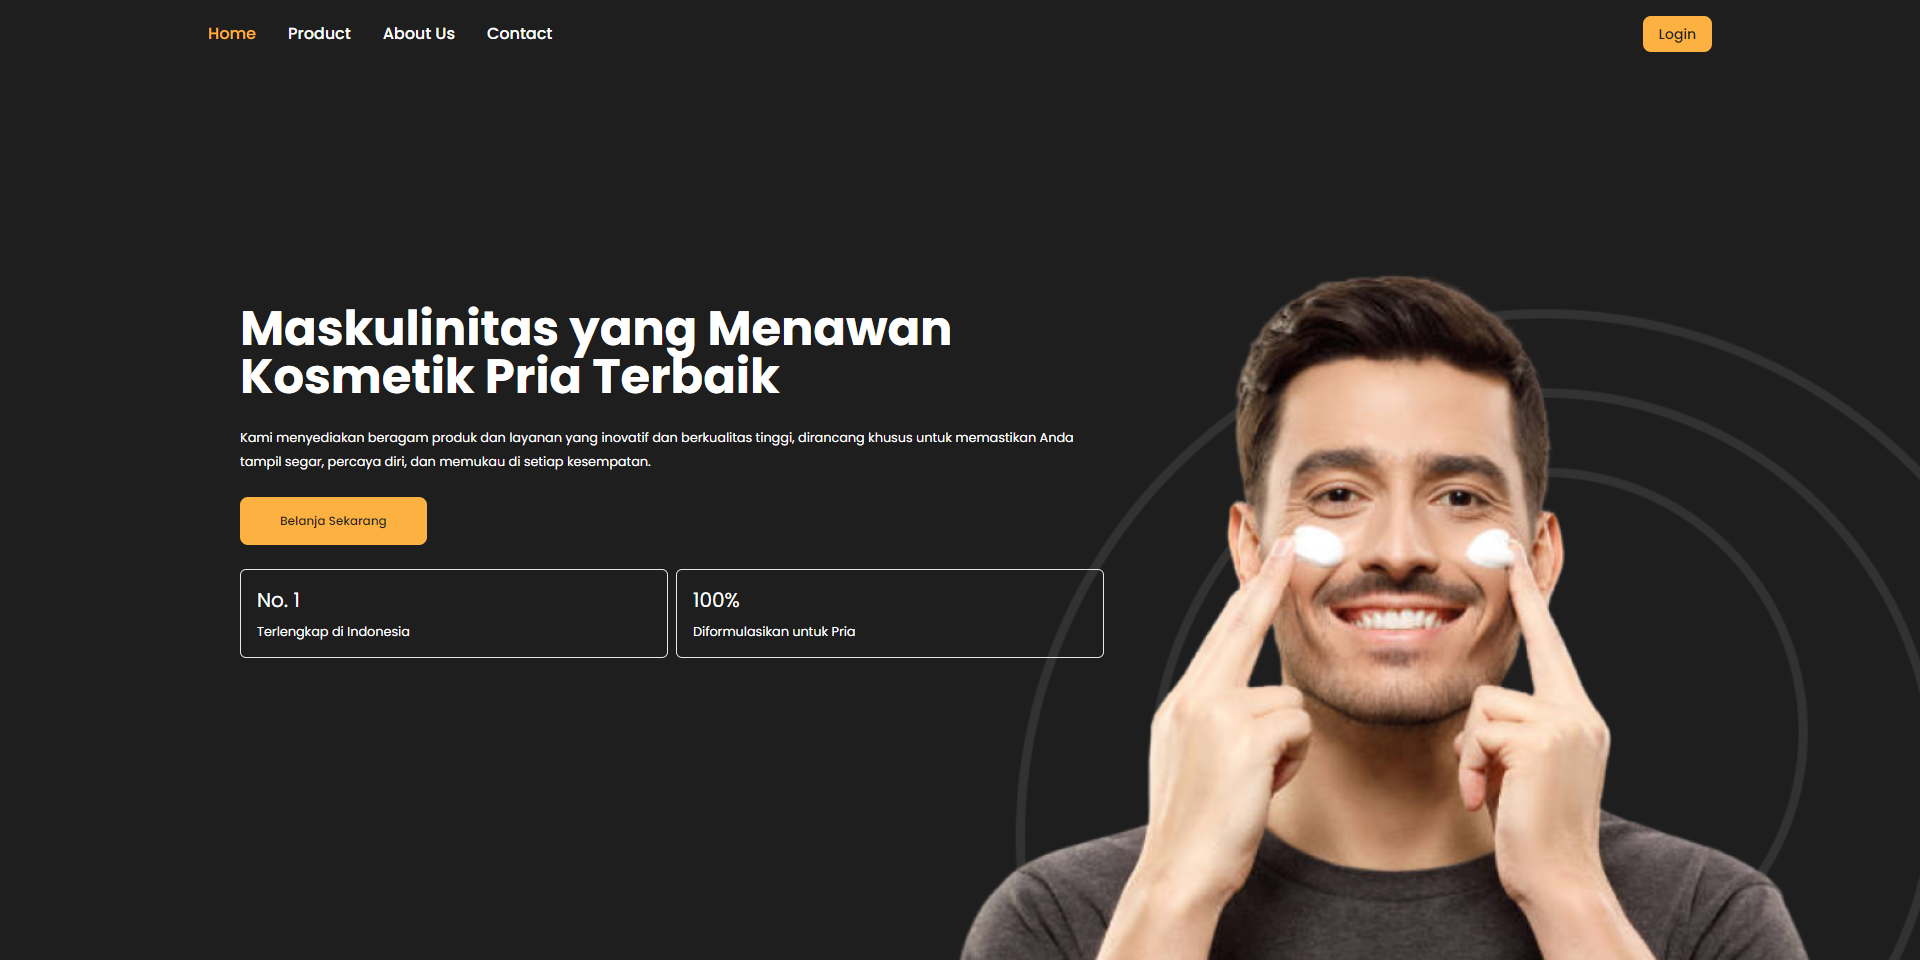 Home Product About Us Contact Login
Maskulinitas yang Menawan
Kosmetik Pria Terbaik
Kami menyediakan beragam produk dan layanan yang inovatif dan berkualitas tinggi, dirancang khusus untuk memastikan Anda
tampil segar, percaya diri, dan memukau di setiap kesempatan.
Belanja Sekarang
No. 1
Terlengkap di Indonesia
100%
Diformulasikan untuk Pria